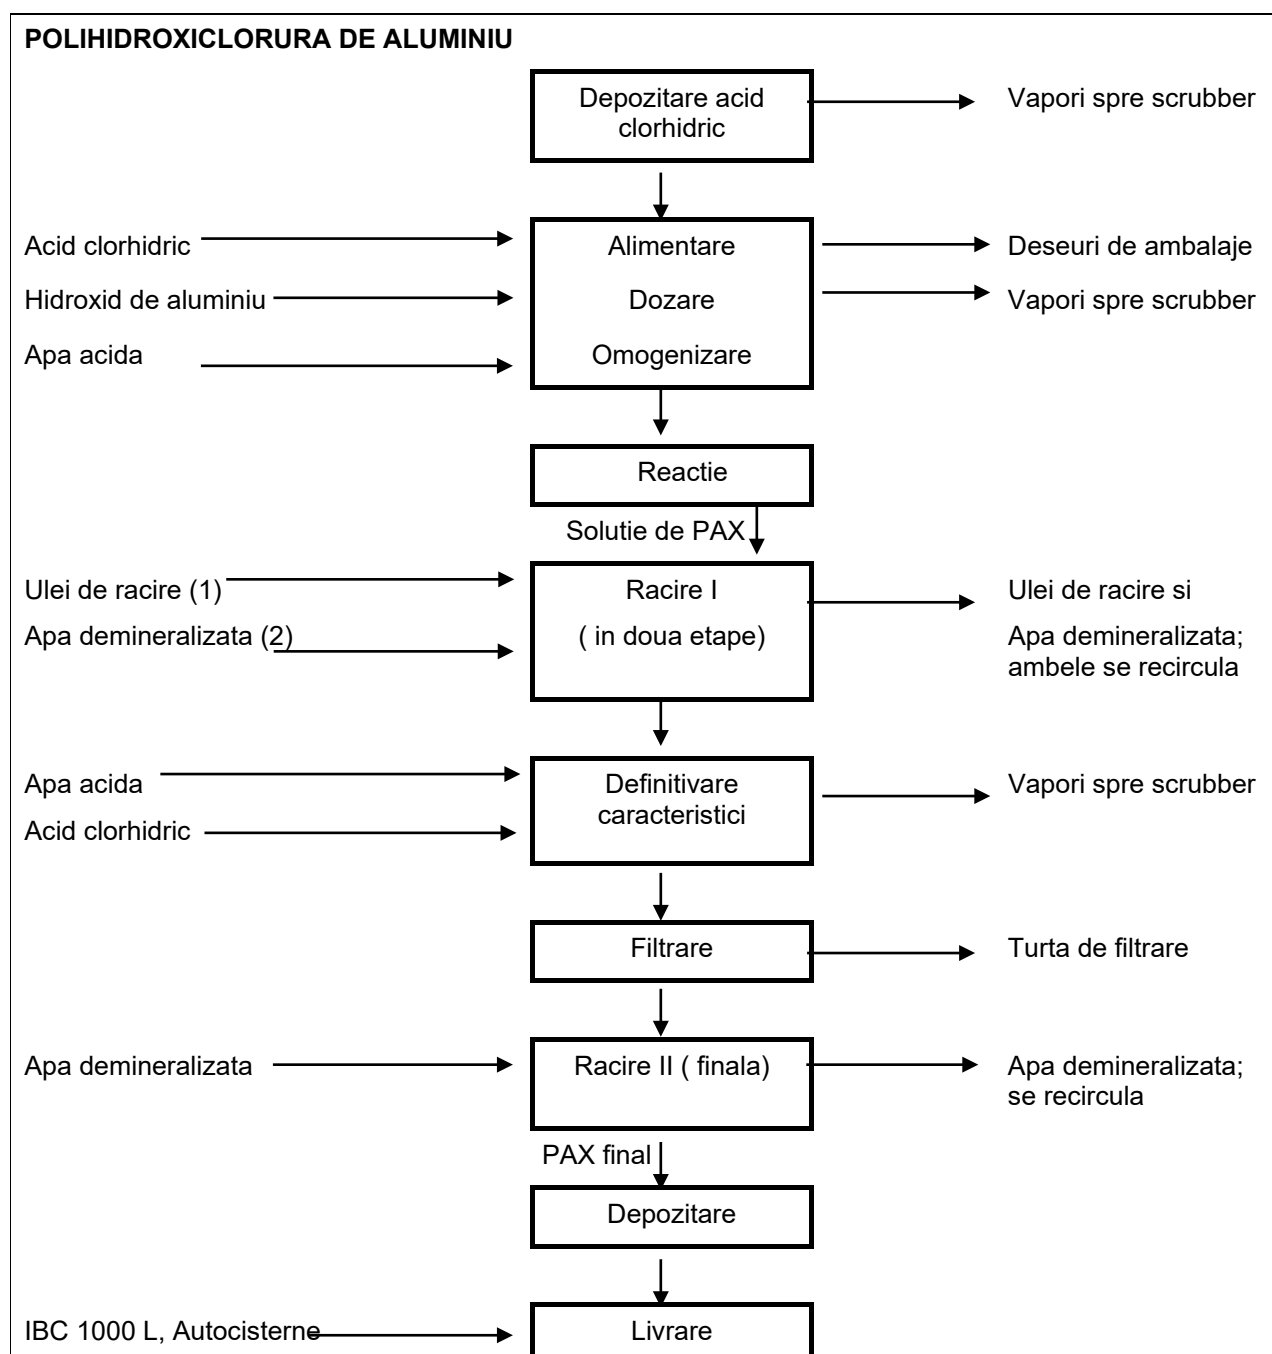 POLIHIDROXICLORURA DE ALUMINIU
Depozitare acid
clorhidric
Vapori spre scrubber
Acid clorhidric
Alimentare
Deseuri de ambalaje
Hidroxid de aluminiu
Dozare
Vapori spre scrubber
Apa acida
Omogenizare
Reactie
Solutie de PAX
Ulei de racire (1)
Racire I
Ulei de racire si
Apa demineralizata (2)
( in doua etape)
Apa demineralizata;
ambele se recircula
Apa acida
Definitivare
caracteristici
Vapori spre scrubber
Acid clorhidric
Filtrare
Turta de filtrare
Apa demineralizata
Racire II ( finala)
Apa demineralizata;
se recircula
PAX final
Depozitare
IBC 1000 L, Autocisterne
Livrare